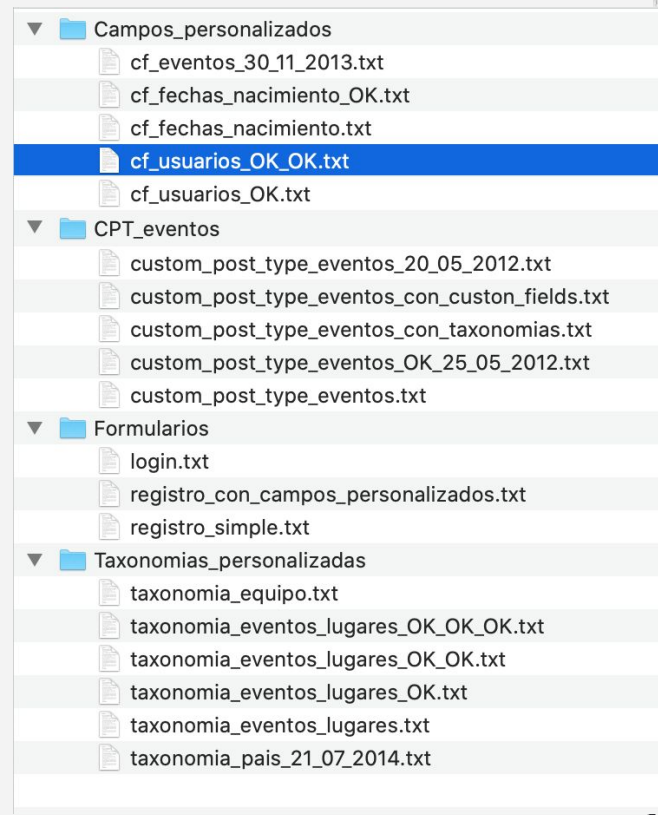 Campos_personalizados
cf_eventos_30_11_2013.txt
cf_fechas_nacimiento_OK.txt
cf_fechas_nacimiento.txt
cf_usuarios_OK_OK.txt
cf_usuarios_OK.txt
CPT_eventos
custom_post_type_eventos_20_05_2012.txt
custom_post_type_eventos_con_custon_fields.txt
custom_post_type_eventos_con_taxonomias.txt
custom_post_type_eventos_OK_25_05_2012.txt
custom_post_type_eventos.txt
Formularios
login.txt
registro_con_campos_personalizados.txt
registro_simple.txt
Taxonomias_personalizadas
taxonomia_equipo.txt
taxonomia_eventos_lugares_OK_OK_OK.txt
taxonomia_eventos_lugares_OK_OK.txt
taxonomia_eventos_lugares_OK.txt
taxonomia_eventos_lugares.txt
taxonomia_pais_21_07_2014.txt